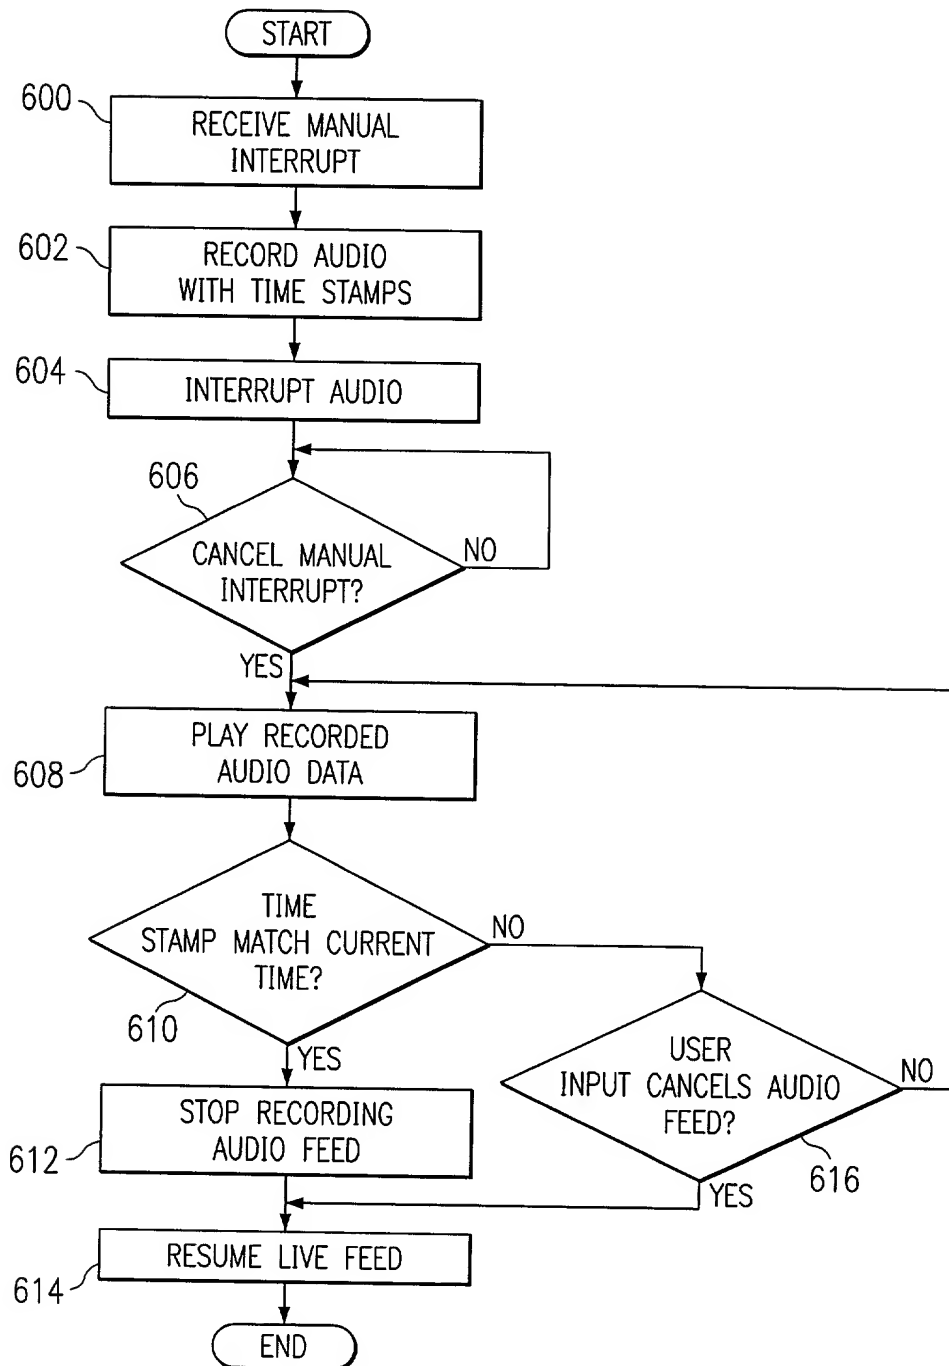 START
600
RECEIVE MANUAL
INTERRUPT
602
RECORD AUDIO
WITH TIME STAMPS
604
INTERRUPT AUDIO
606
CANCEL MANUAL
INTERRUPT?
NO
YES
PLAY RECORDED
AUDIO DATA
608
TIME
STAMP MATCH CURRENT
TIME?
NO
610
YES
USER
INPUT CANCELS AUDIO
FEED?
NO
616
YES
STOP RECORDING
AUDIO FEED
612
RESUME LIVE FEED
614
END